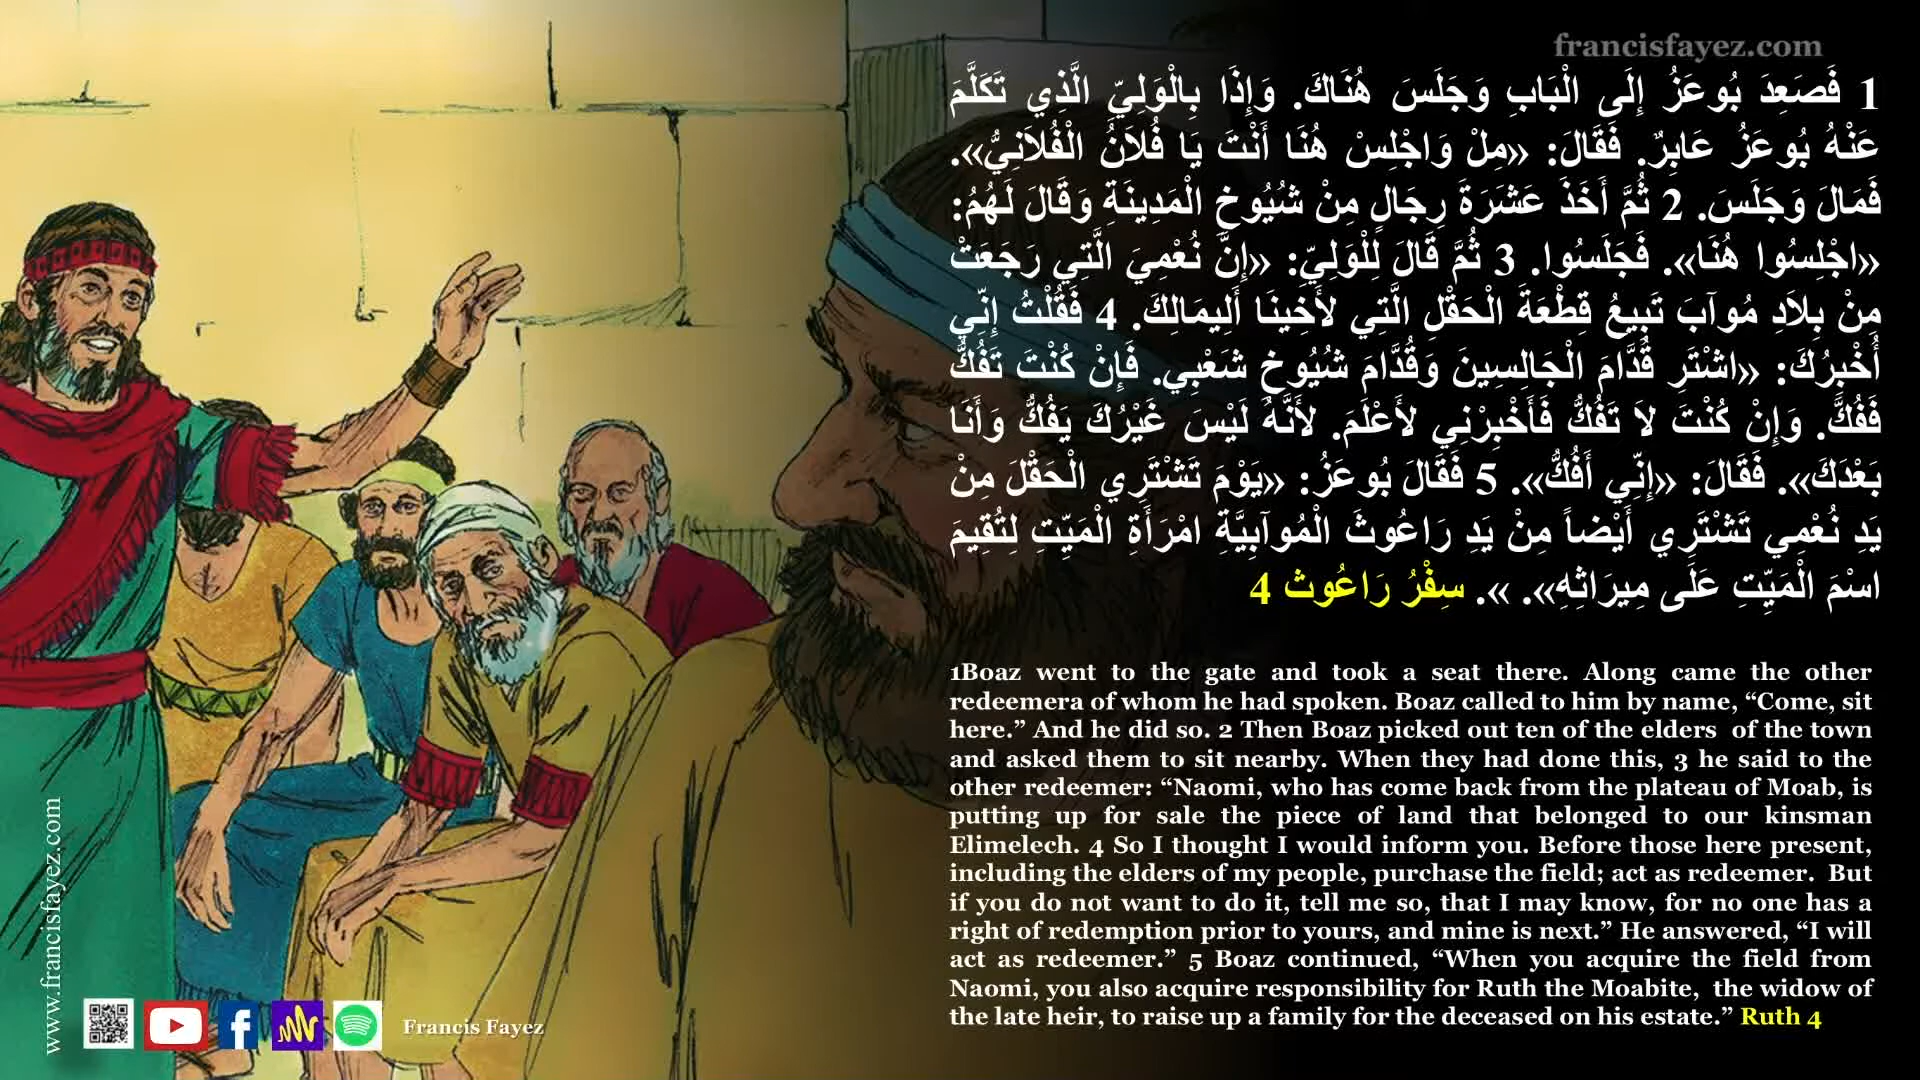 francisfayez.com
1 فَصَعِدَ بُوعَزُ إِلَى الْبَابِ وَجَلَسَ هُنَاكَ. وَإِذَا بِالْوَلِيِّ الَّذِي تَكَلَّمَ
عَنْهُ بُوعَزُ عَابِرٌ. فَقَالَ: «مِلْ وَاجْلِسْ هُنَا أَنْتَ يَا فُلاَنُ الْفُلاَنِيُّ».
فَمَالَ وَجَلَسَ. 2 ثُمَّ أَخَذَ عَشَرَةَ رِجَالٍ مِنْ شُيُوخِ الْمَدِينَةِ وَقَالَ لَهُمُ:
«اجْلِسُوا هُنَا». فَجَلَسُوا. 3 ثُمَّ قَالَ لِلْوَلِيِّ: «إِنَّ نُعْمِيَ الَّتِي رَجَعَتْ
مِنْ بِلاَدِ مُوآبَ تَبِيعُ قِطْعَةَ الْحَقْلِ الَّتِي لأَخِينَا أَلِيمَالِكَ. 4 فَقُلْتُ إِنِّي
أُخْبِرُكَ: «اشْتَرِ قُدَّامَ الْجَالِسِينَ وَقُدَّامَ شُيُوخِ شَعْبِي. فَإِنْ كُنْتَ تَفُكُّ
فَفُكَّ. وَإِنْ كُنْتَ لاَ تَفُكُّ فَأَخْبِرْنِي لأَعْلَمَ. لأَنَّهُ لَيْسَ غَيْرُكَ يَفُكُّ وَأَنَا
بَعْدَكَ». فَقَالَ: «إِنِّي أَفُكُّ». 5 فَقَالَ بُوعَزُ: «يَوْمَ تَشْتَرِي الْحَقْلَ مِنْ
يَدِ نُعْمِي تَشْتَرِي أَيْضاً مِنْ يَدِ رَاعُوثَ الْمُوآبِيَّةِ امْرَأَةِ الْمَيِّتِ لِتُقِيمَ
اسْمَ الْمَيِّتِ عَلَى مِيرَاثِهِ». ». سِفْرُ رَاعُوث 4
1Boaz went to the gate and took a seat there. Along came the other
redeemera of whom he had spoken. Boaz called to him by name, “Come, sit
here.” And he did so. 2 Then Boaz picked out ten of the elders of the town
and asked them to sit nearby. When they had done this, 3 he said to the
other redeemer: “Naomi, who has come back from the plateau of Moab, is
putting up for sale the piece of land that belonged to our kinsman
Elimelech. 4 So I thought I would inform you. Before those here present,
including the elders of my people, purchase the field; act as redeemer. But
if you do not want to do it, tell me so, that I may know, for no one has a
right of redemption prior to yours, and mine is next.” He answered, “I will
act as redeemer.” 5 Boaz continued, “When you acquire the field from
Naomi, you also acquire responsibility for Ruth the Moabite, the widow of
the late heir, to raise up a family for the deceased on his estate.” Ruth 4
www.francisfayez.com
Francis Fayez